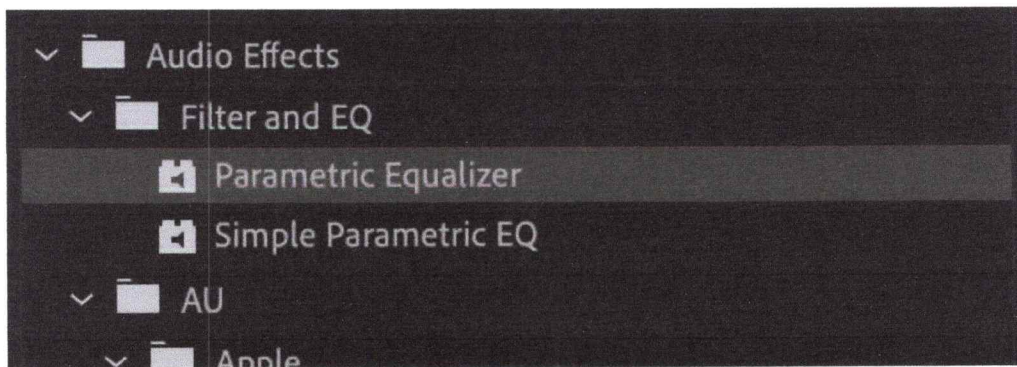 Audio Effects
Filter and EQ
Parametric Equalizer
Simple Parametric EQ
AU
Apple